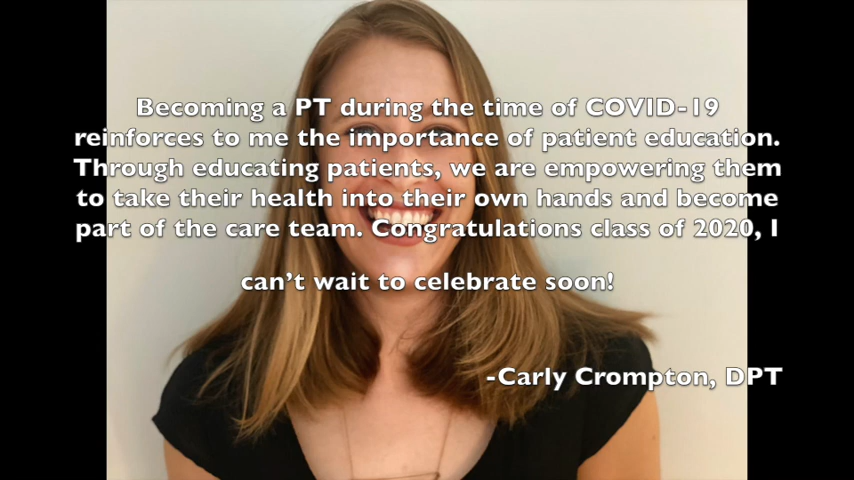 Becoming a PT during the time of COVID-19
reinforces to me the importance of patient education.
Through educating patients, we are empowering them
to take their health into their own hands and become
part of the care team. Congratulations class of 2020, I
can’t wait to celebrate soon!
-Carly Crompton, DPT